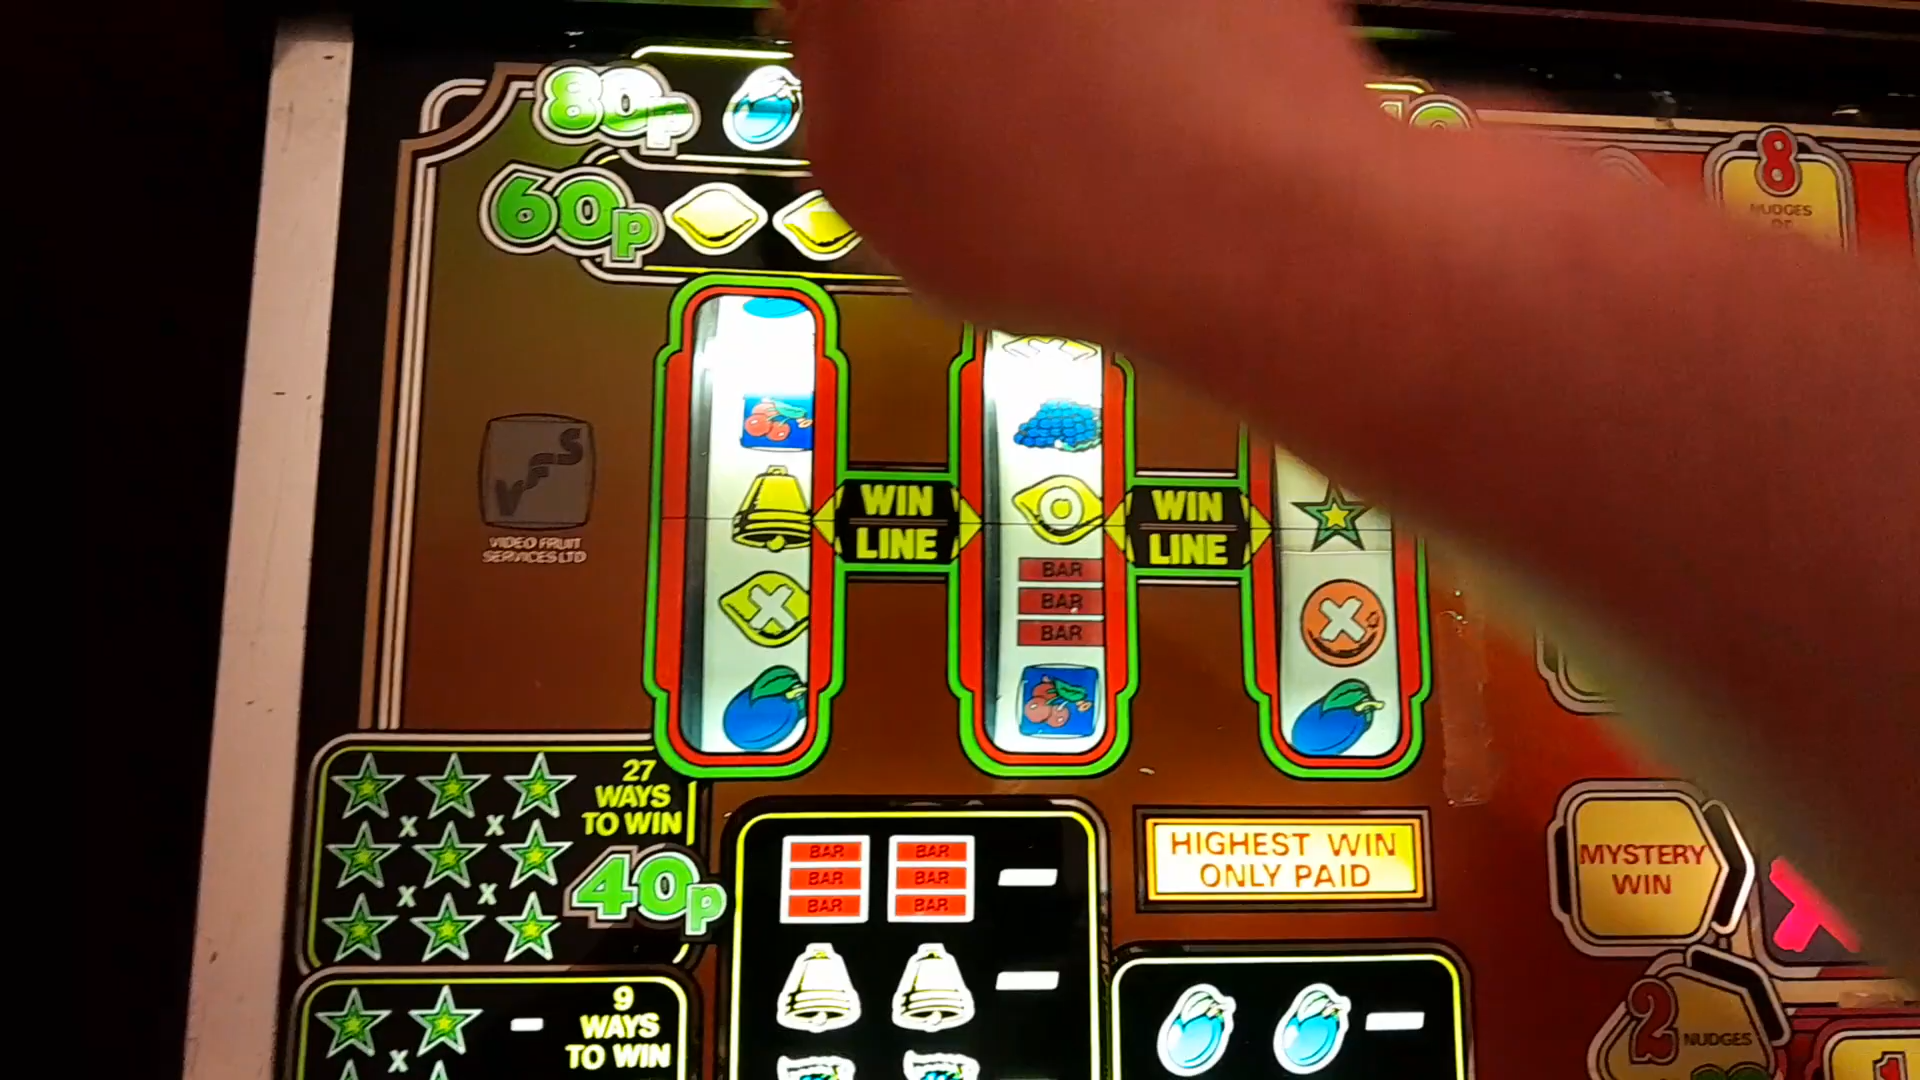 80p
60p
8
NUDGES
VFS
VIDEO FRUIT
SERVICES LTD
WIN
LINE
WIN
LINE
BAR
BAR
BAR
27
WAYS
TO WIN
40p
9
WAYS
TO WIN
BAR
BAR
BAR
BAR
BAR
BAR
HIGHEST WIN
ONLY PAID
MYSTERY
WIN
2 NUDGES
1